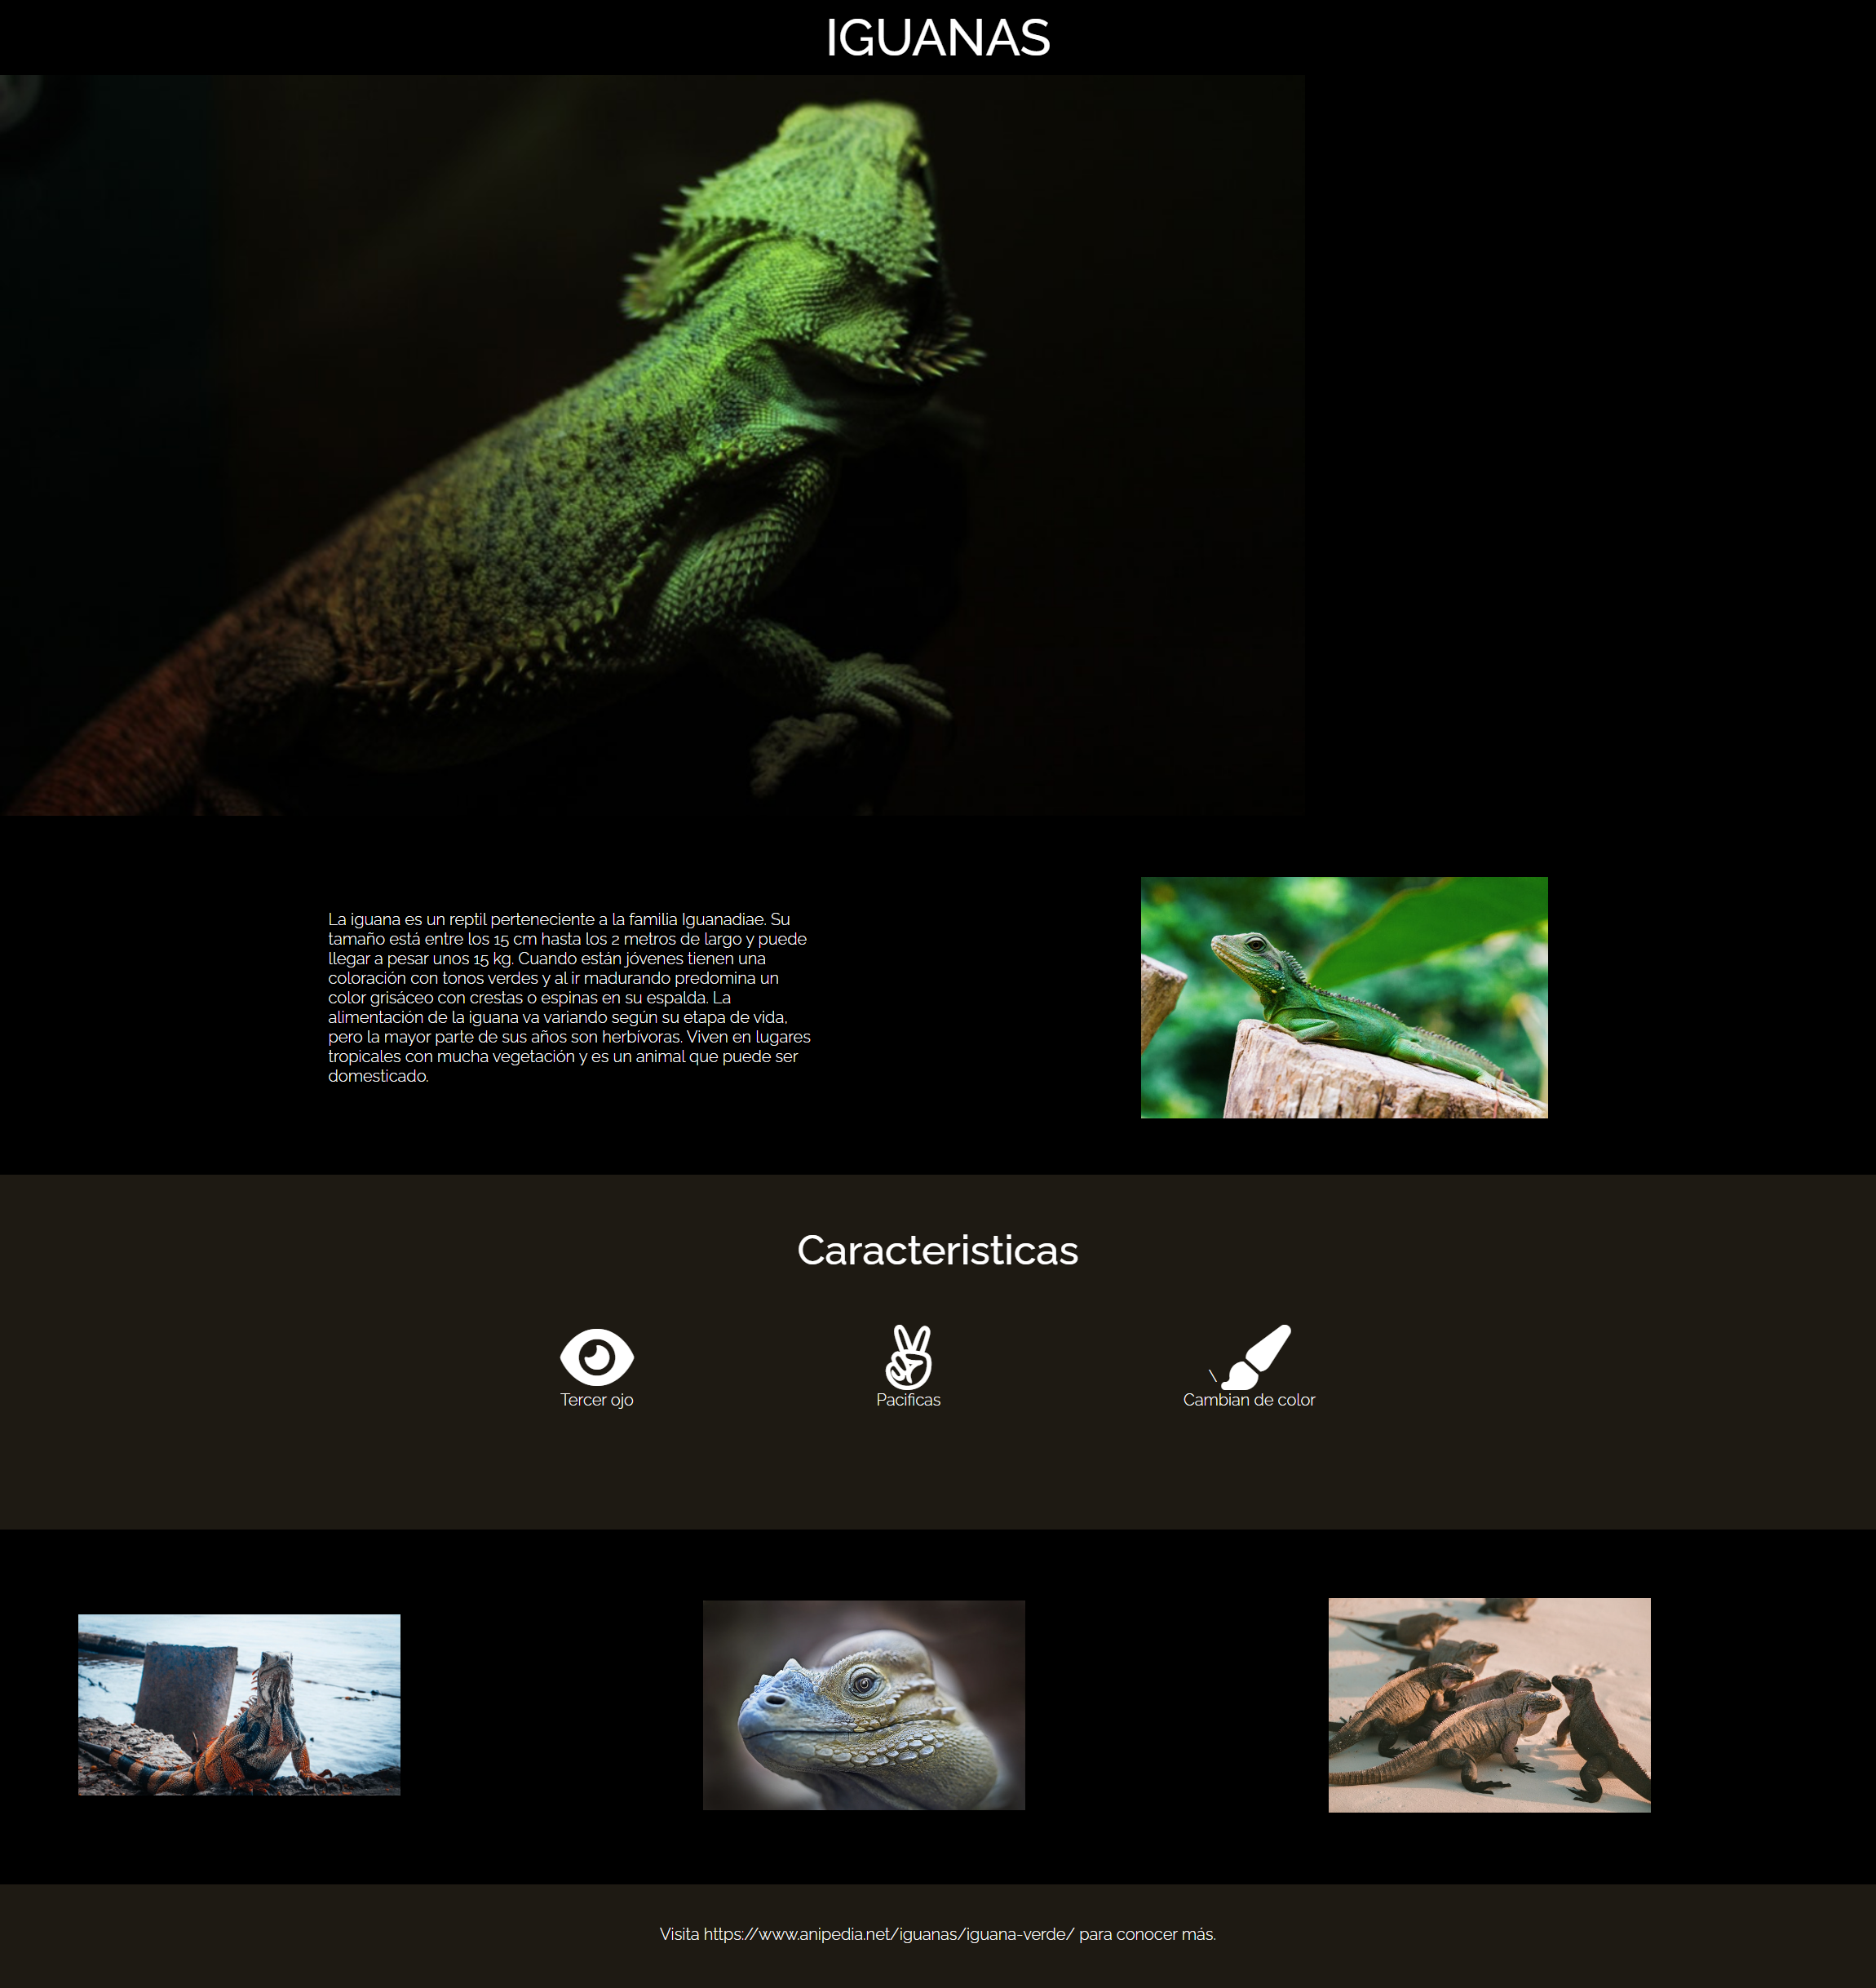 IGUANAS
La iguana es un reptil perteneciente a la familia Iguanadiae. Su
tamaño está entre los 15 cm hasta los 2 metros de largo y puede
llegar a pesar unos 15 kg. Cuando están jóvenes tienen una
coloración con tonos verdes y al ir madurando predomina un
color grisáceo con crestas o espinas en su espalda. La
alimentación de la iguana va variando según su etapa de vida,
pero la mayor parte de sus años son herbívoras. Viven en lugares
tropicales con mucha vegetación y es un animal que puede ser
domesticado.
Caracteristicas
\
Tercer ojo
Pacificas
Cambian de color
Visita https://www.anipedia.net/iguanas/iguana-verde/ para conocer más.